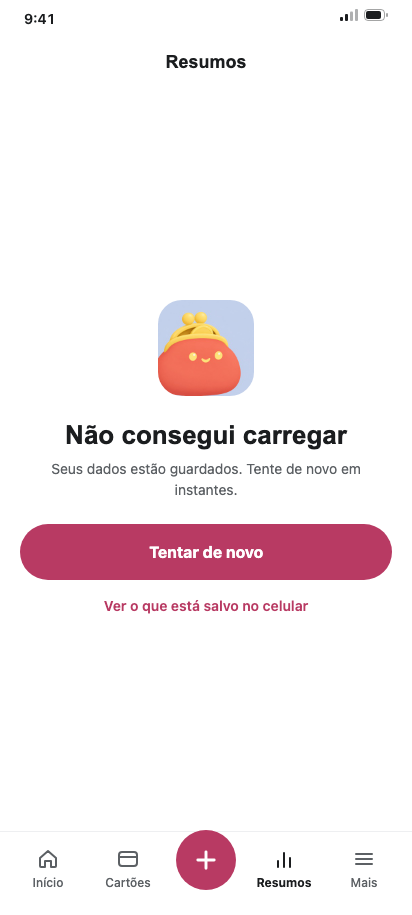 9:41
Resumos
Não consegui carregar
Seus dados estão guardados. Tente de novo em
instantes.
Tentar de novo
Ver o que está salvo no celular
Início
Cartões
Resumos
Mais